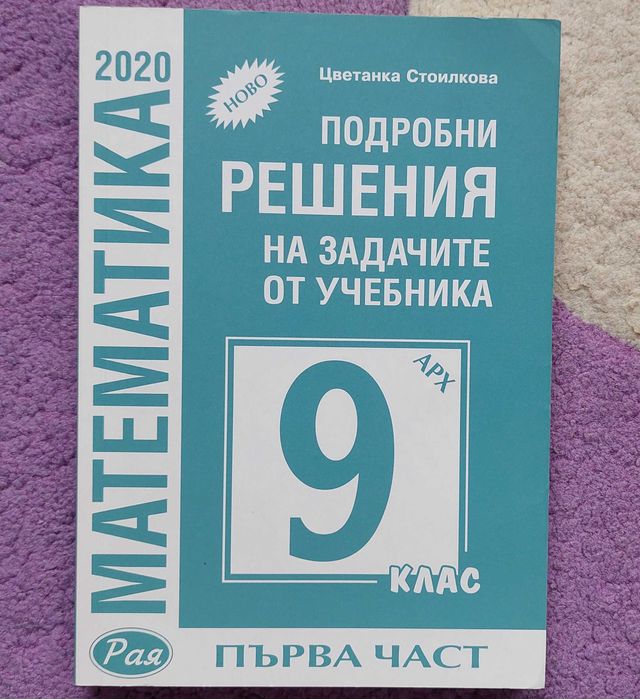 2020
МАТЕМАТИКА
НОВО
Цветанка Стоилкова
ПОДРОБНИ
РЕШЕНИЯ
НА ЗАДАЧИТЕ
ОТ УЧЕБНИКА
АРХ
9
КЛАС
Рая
ПЪРВА ЧАСТ